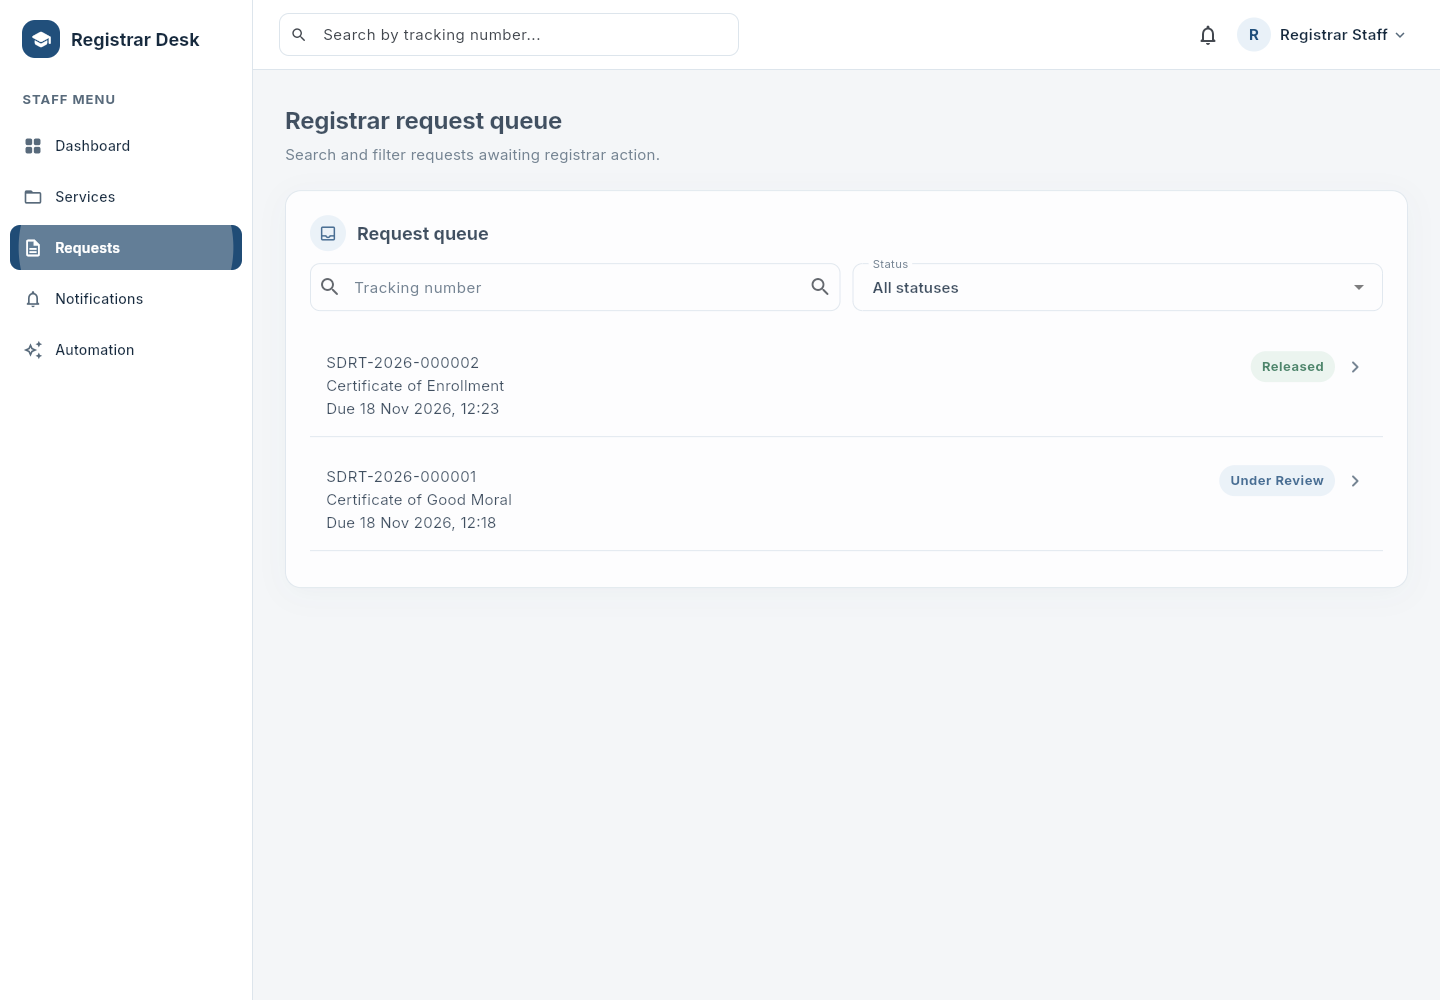 Registrar Desk
Search by tracking number...
R
Registrar Staff
STAFF MENU
Dashboard
Services
Requests
Notifications
Automation
Registrar request queue
Search and filter requests awaiting registrar action.
Request queue
Tracking number
Status
All statuses
SDRT-2026-000002
Certificate of Enrollment
Due 18 Nov 2026, 12:23
Released
SDRT-2026-000001
Certificate of Good Moral
Due 18 Nov 2026, 12:18
Under Review